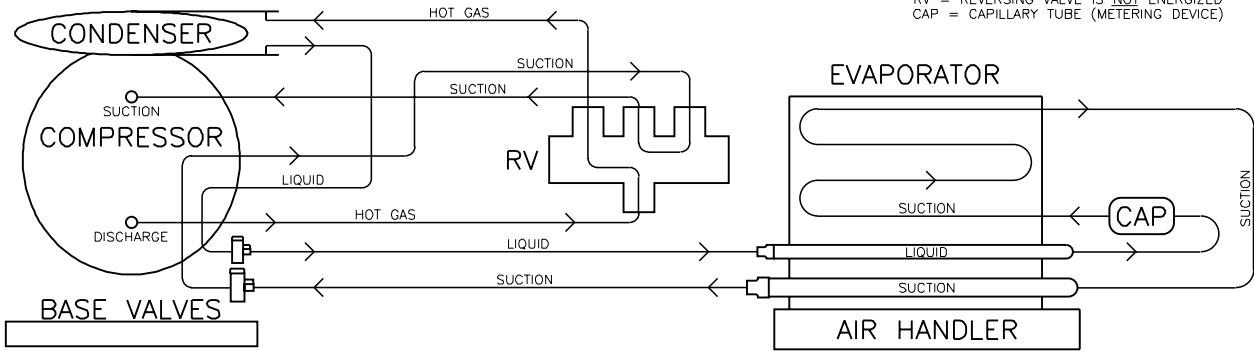 HOT GAS
RV = REVERSING VALVE IS NOT ENERGIZED
CAP = CAPILLARY TUBE (METERING DEVICE)
CONDENSER
SUCTION
EVAPORATOR
SUCTION
SUCTION
COMPRESSOR
RV
LIQUID
SUCTION
CAP
SUCTION
HOT GAS
DISCHARGE
LIQUID
LIQUID
SUCTION
SUCTION
BASE VALVES
AIR HANDLER